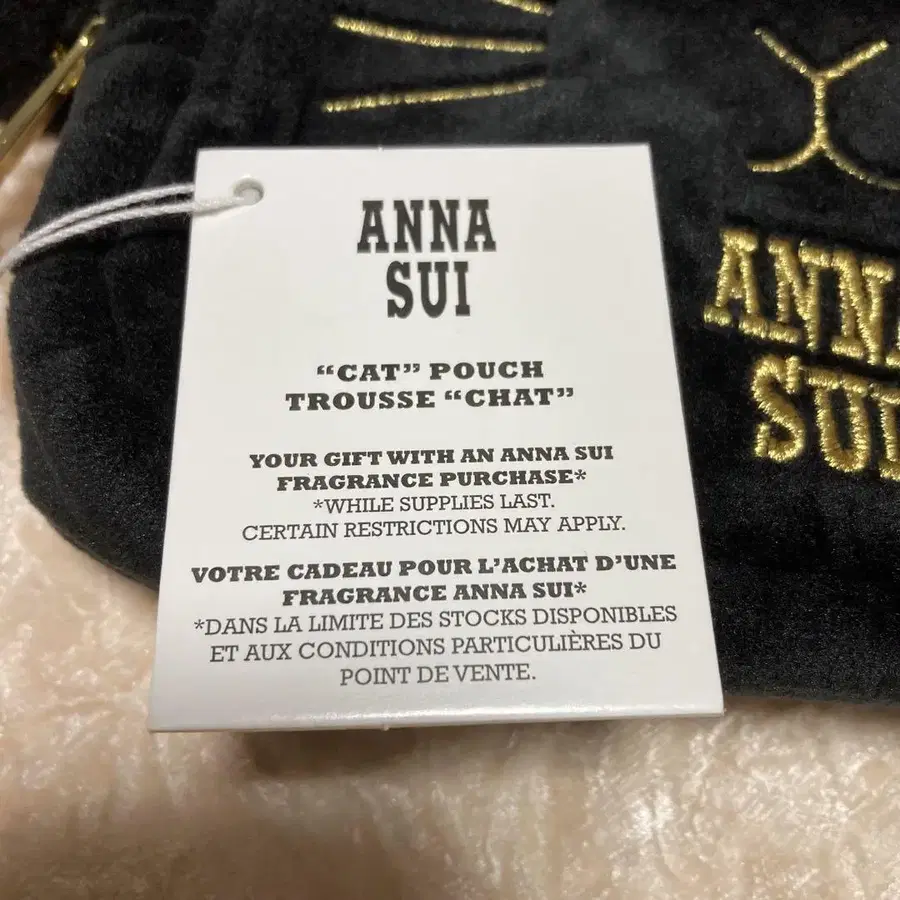 ANNA
SUI
“CAT” POUCH
TROUSSE “CHAT”
YOUR GIFT WITH AN ANNA SUI
FRAGRANCE PURCHASE*
*WHILE SUPPLIES LAST.
CERTAIN RESTRICTIONS MAY APPLY.
VOTRE CADEAU POUR L’ACHAT D’UNE
FRAGRANCE ANNA SUI*
*DANS LA LIMITE DES STOCKS DISPONIBLES
ET AUX CONDITIONS PARTICULIÈRES DU
POINT DE VENTE.
ANNA
SUI